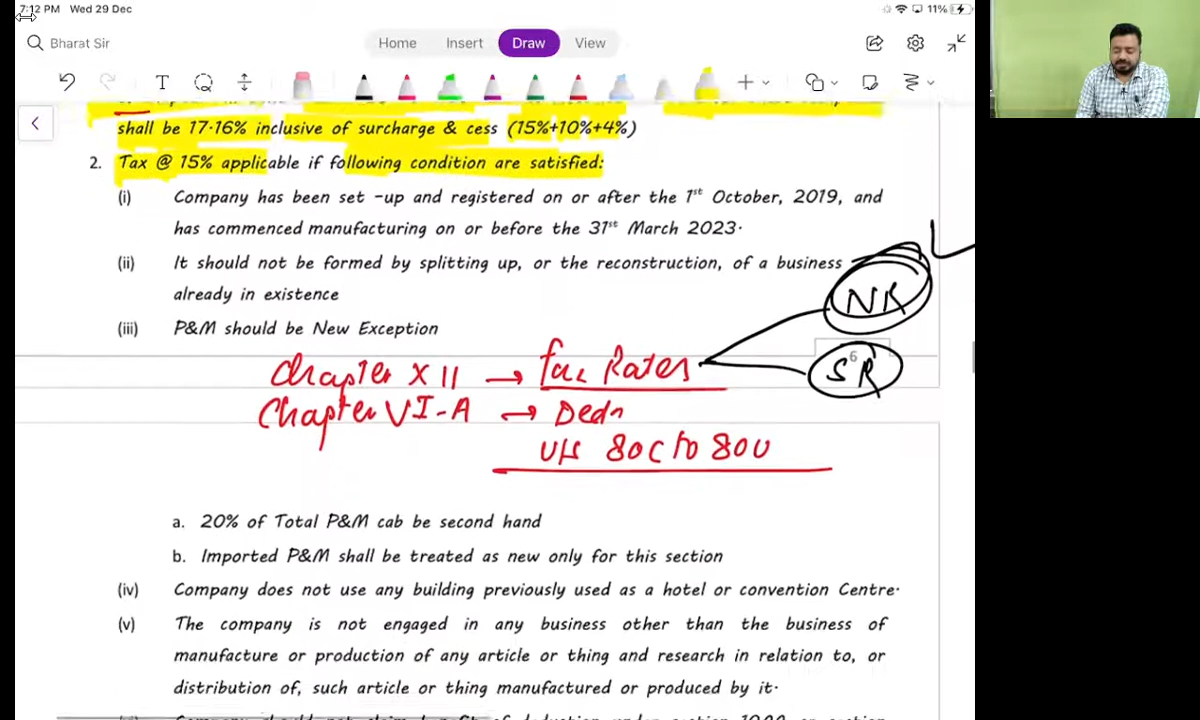 7:12 PM Wed 29 Dec
11%
Bharat Sir
Home Insert Draw View
shall be 17.16% inclusive of surcharge & cess (15%+10%+4%)
2. Tax @ 15% applicable if following condition are satisfied:
(i) Company has been set -up and registered on or after the 1st October, 2019, and
has commenced manufacturing on or before the 31st March 2023.
(ii) It should not be formed by splitting up, or the reconstruction, of a business
already in existence
NR
(iii) P&M should be New Exception
6
Chapter XII → Tax Rates
SR
Chapter VI-A → Dedn
U/s 80C to 80U
a. 20% of Total P&M cab be second hand
b. Imported P&M shall be treated as new only for this section
(iv) Company does not use any building previously used as a hotel or convention Centre.
(v) The company is not engaged in any business other than the business of
manufacture or production of any article or thing and research in relation to, or
distribution of, such article or thing manufactured or produced by it.